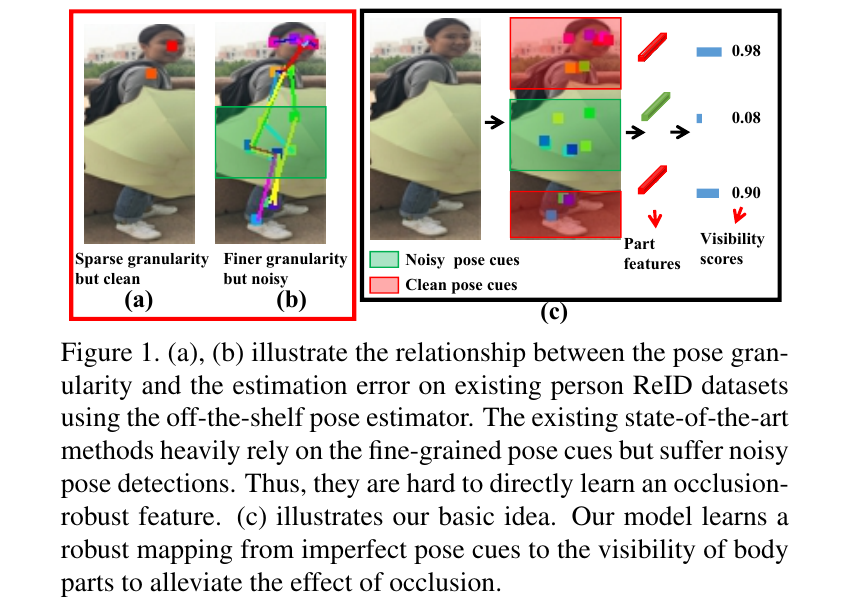 Sparse granularity
but clean
(a)
Finer granularity
but noisy
(b)
0.98
0.08
0.90
Part
features
Visibility
scores
Noisy pose cues
Clean pose cues
(c)
Figure 1. (a), (b) illustrate the relationship between the pose gran-
ularity and the estimation error on existing person ReID datasets
using the off-the-shelf pose estimator. The existing state-of-the-art
methods heavily rely on the fine-grained pose cues but suffer noisy
pose detections. Thus, they are hard to directly learn an occlusion-
robust feature. (c) illustrates our basic idea. Our model learns a
robust mapping from imperfect pose cues to the visibility of body
parts to alleviate the effect of occlusion.